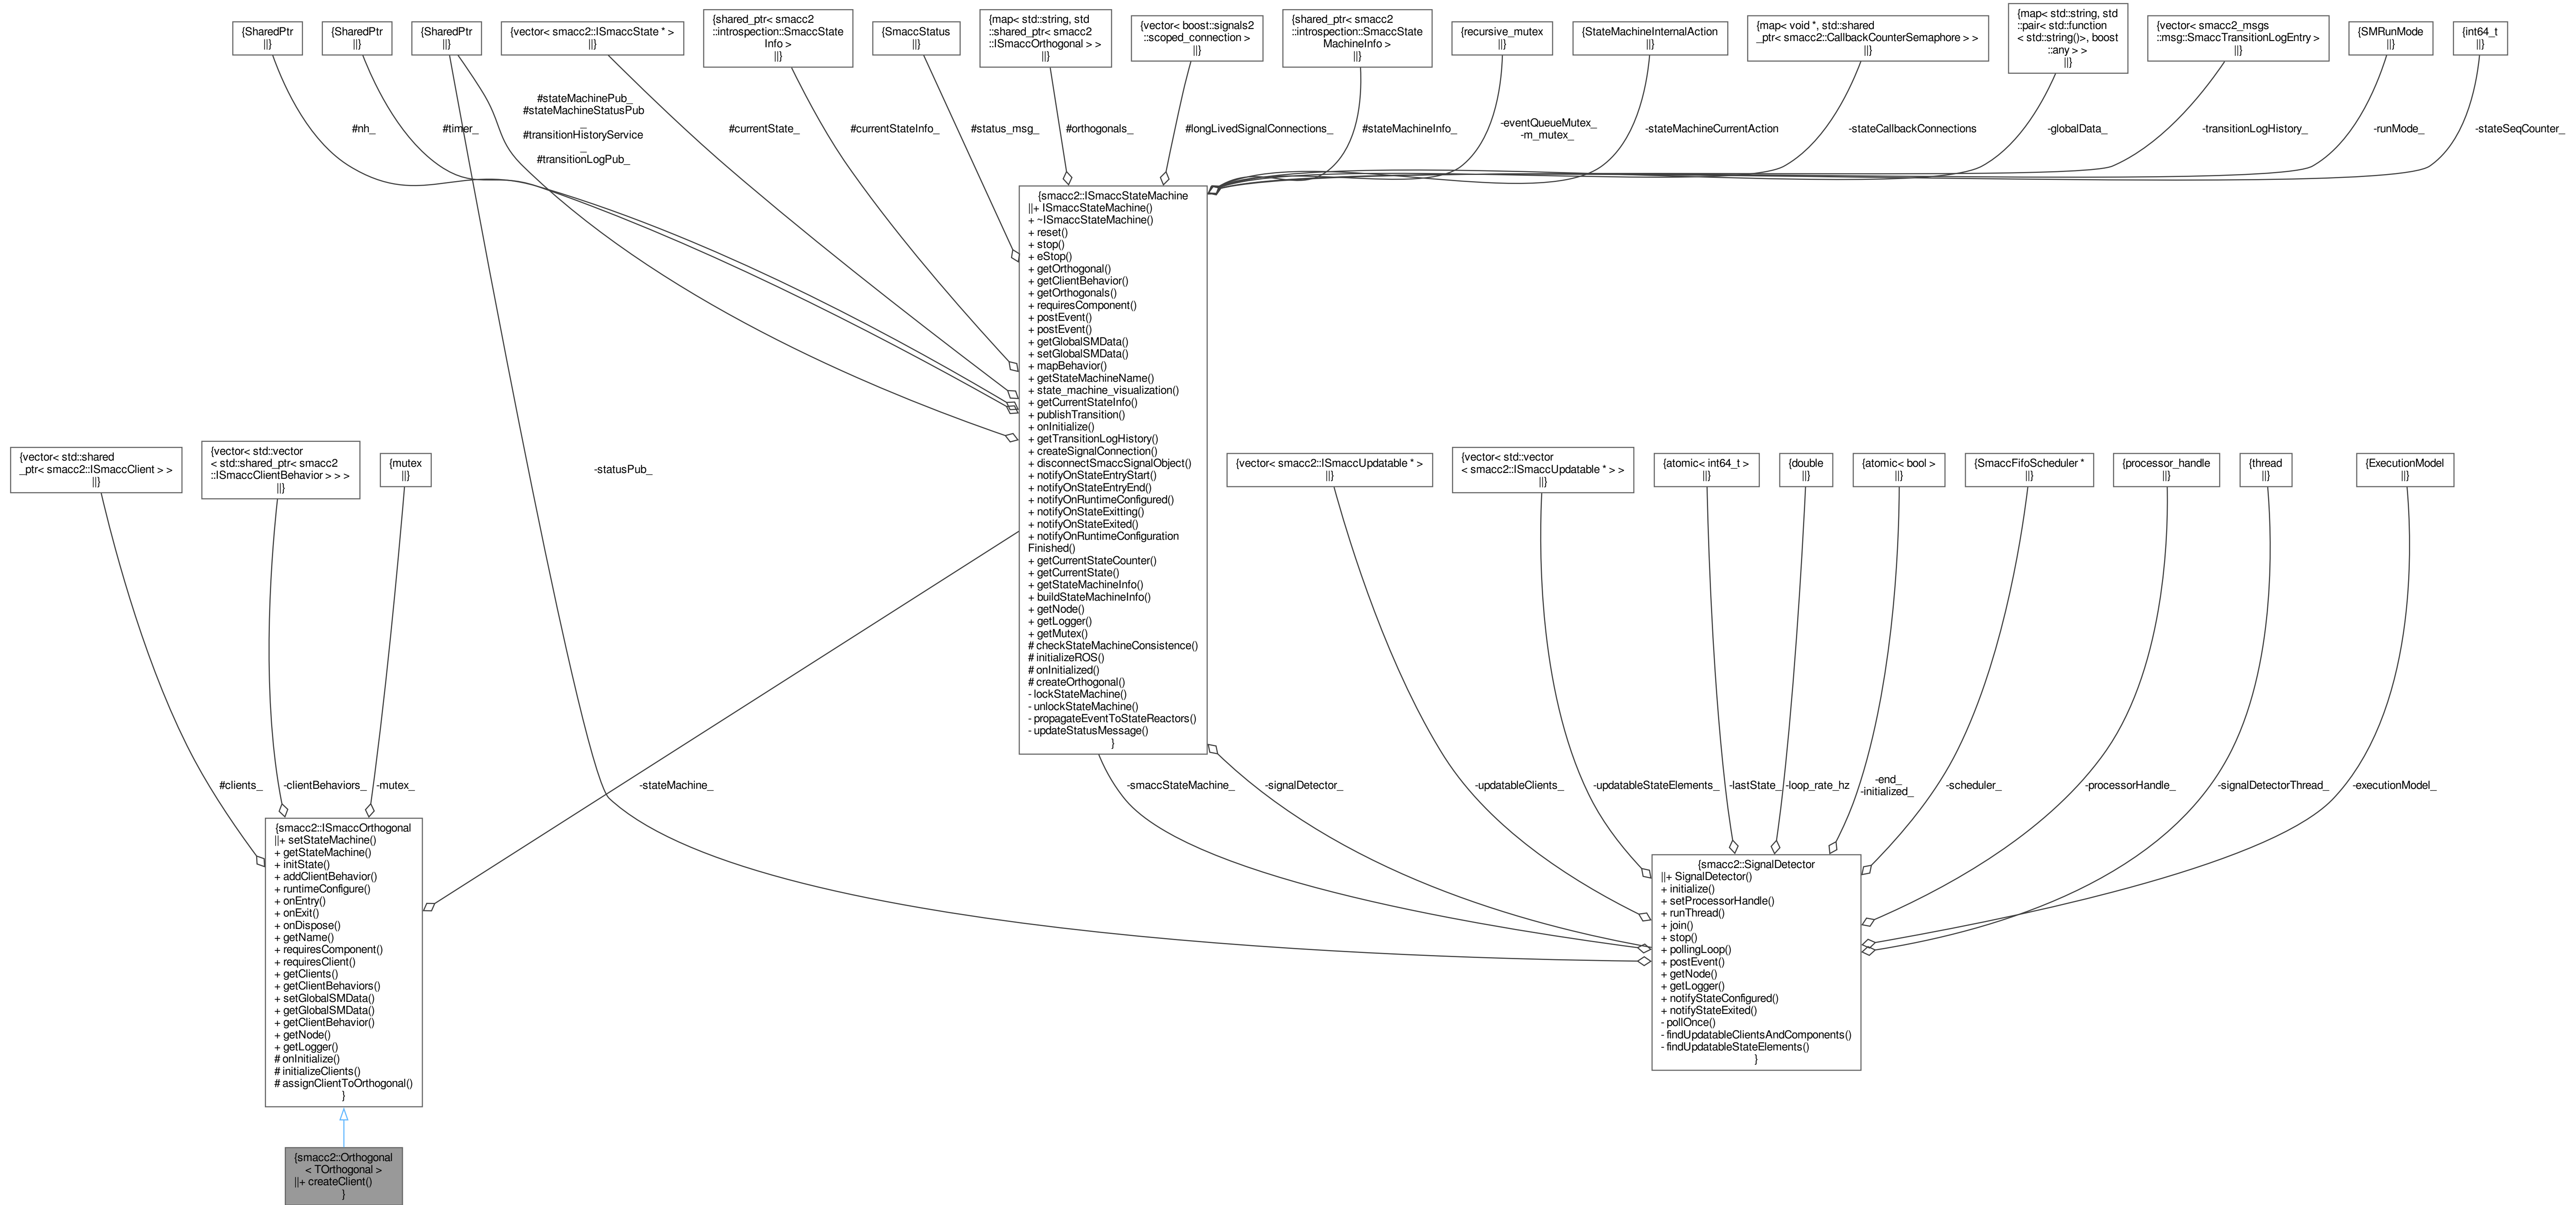 {SharedPtr
||}
{SharedPtr
||}
{SharedPtr
||}
{vector< smacc2::ISmaccState * >
||}
{shared_ptr< smacc2
::introspection::SmaccState
Info >
||}
{SmaccStatus
||}
{map< std::string, std
::shared_ptr< smacc2
::ISmaccOrthogonal > >
||}
{vector< boost::signals2
::scoped_connection >
||}
{shared_ptr< smacc2
::introspection::SmaccState
MachineInfo >
||}
{recursive_mutex
||}
{StateMachineInternalAction
||}
{map< void *, std::shared
_ptr< smacc2::CallbackCounterSemaphore > >
||}
{map< std::string, std
::pair< std::function
< std::string()>, boost
::any > >
||}
{vector< smacc2_msgs
::msg::SmaccTransitionLogEntry >
||}
{SMRunMode
||}
{int64_t
||}
#nh_
#timer_
#stateMachinePub_
#stateMachineStatusPub
_
#transitionHistoryService
_
#transitionLogPub_
#currentState_
#currentStateInfo_
#status_msg_
#orthogonals_
#longLivedSignalConnections_
#stateMachineInfo_
-eventQueueMutex_
-m_mutex_
-stateMachineCurrentAction
-stateCallbackConnections
-globalData_
-transitionLogHistory_
-runMode_
-stateSeqCounter_
{smacc2::ISmaccStateMachine
||+ ISmaccStateMachine()
+ ~ISmaccStateMachine()
+ reset()
+ stop()
+ eStop()
+ getOrthogonal()
+ getClientBehavior()
+ getOrthogonals()
+ requiresComponent()
+ postEvent()
+ postEvent()
+ getGlobalSMData()
+ setGlobalSMData()
+ mapBehavior()
+ getStateMachineName()
+ state_machine_visualization()
+ getCurrentStateInfo()
+ publishTransition()
+ onInitialize()
+ getTransitionLogHistory()
+ createSignalConnection()
+ disconnectSmaccSignalObject()
+ notifyOnStateEntryStart()
+ notifyOnStateEntryEnd()
+ notifyOnRuntimeConfigured()
+ notifyOnStateExitting()
+ notifyOnStateExited()
+ notifyOnRuntimeConfiguration
Finished()
+ getCurrentStateCounter()
+ getCurrentState()
+ getStateMachineInfo()
+ buildStateMachineInfo()
+ getNode()
+ getLogger()
+ getMutex()
# checkStateMachineConsistence()
# initializeROS()
# onInitialized()
# createOrthogonal()
- lockStateMachine()
- unlockStateMachine()
- propagateEventToStateReactors()
- updateStatusMessage()
}
{vector< std::shared
_ptr< smacc2::ISmaccClient > >
||}
{vector< std::vector
< std::shared_ptr< smacc2
::ISmaccClientBehavior > > >
||}
{mutex
||}
-statusPub_
{vector< smacc2::ISmaccUpdatable * >
||}
{vector< std::vector
< smacc2::ISmaccUpdatable * > >
||}
{atomic< int64_t >
||}
{double
||}
{atomic< bool >
||}
{SmaccFifoScheduler *
||}
{processor_handle
||}
{thread
||}
{ExecutionModel
||}
#clients_
-clientBehaviors_
-mutex_
-stateMachine_
-smaccStateMachine_
-signalDetector_
-updatableClients_
-updatableStateElements_
-lastState_
-loop_rate_hz
-end_
-initialized_
-scheduler_
-processorHandle_
-signalDetectorThread_
-executionModel_
{smacc2::ISmaccOrthogonal
||+ setStateMachine()
+ getStateMachine()
+ initState()
+ addClientBehavior()
+ runtimeConfigure()
+ onEntry()
+ onExit()
+ onDispose()
+ getName()
+ requiresComponent()
+ requiresClient()
+ getClients()
+ getClientBehaviors()
+ setGlobalSMData()
+ getGlobalSMData()
+ getClientBehavior()
+ getNode()
+ getLogger()
# onInitialize()
# initializeClients()
# assignClientToOrthogonal()
}
{smacc2::SignalDetector
||+ SignalDetector()
+ initialize()
+ setProcessorHandle()
+ runThread()
+ join()
+ stop()
+ pollingLoop()
+ postEvent()
+ getNode()
+ getLogger()
+ notifyStateConfigured()
+ notifyStateExited()
- pollOnce()
- findUpdatableClientsAndComponents()
- findUpdatableStateElements()
}
{smacc2::Orthogonal
< TOrthogonal >
||+ createClient()
}